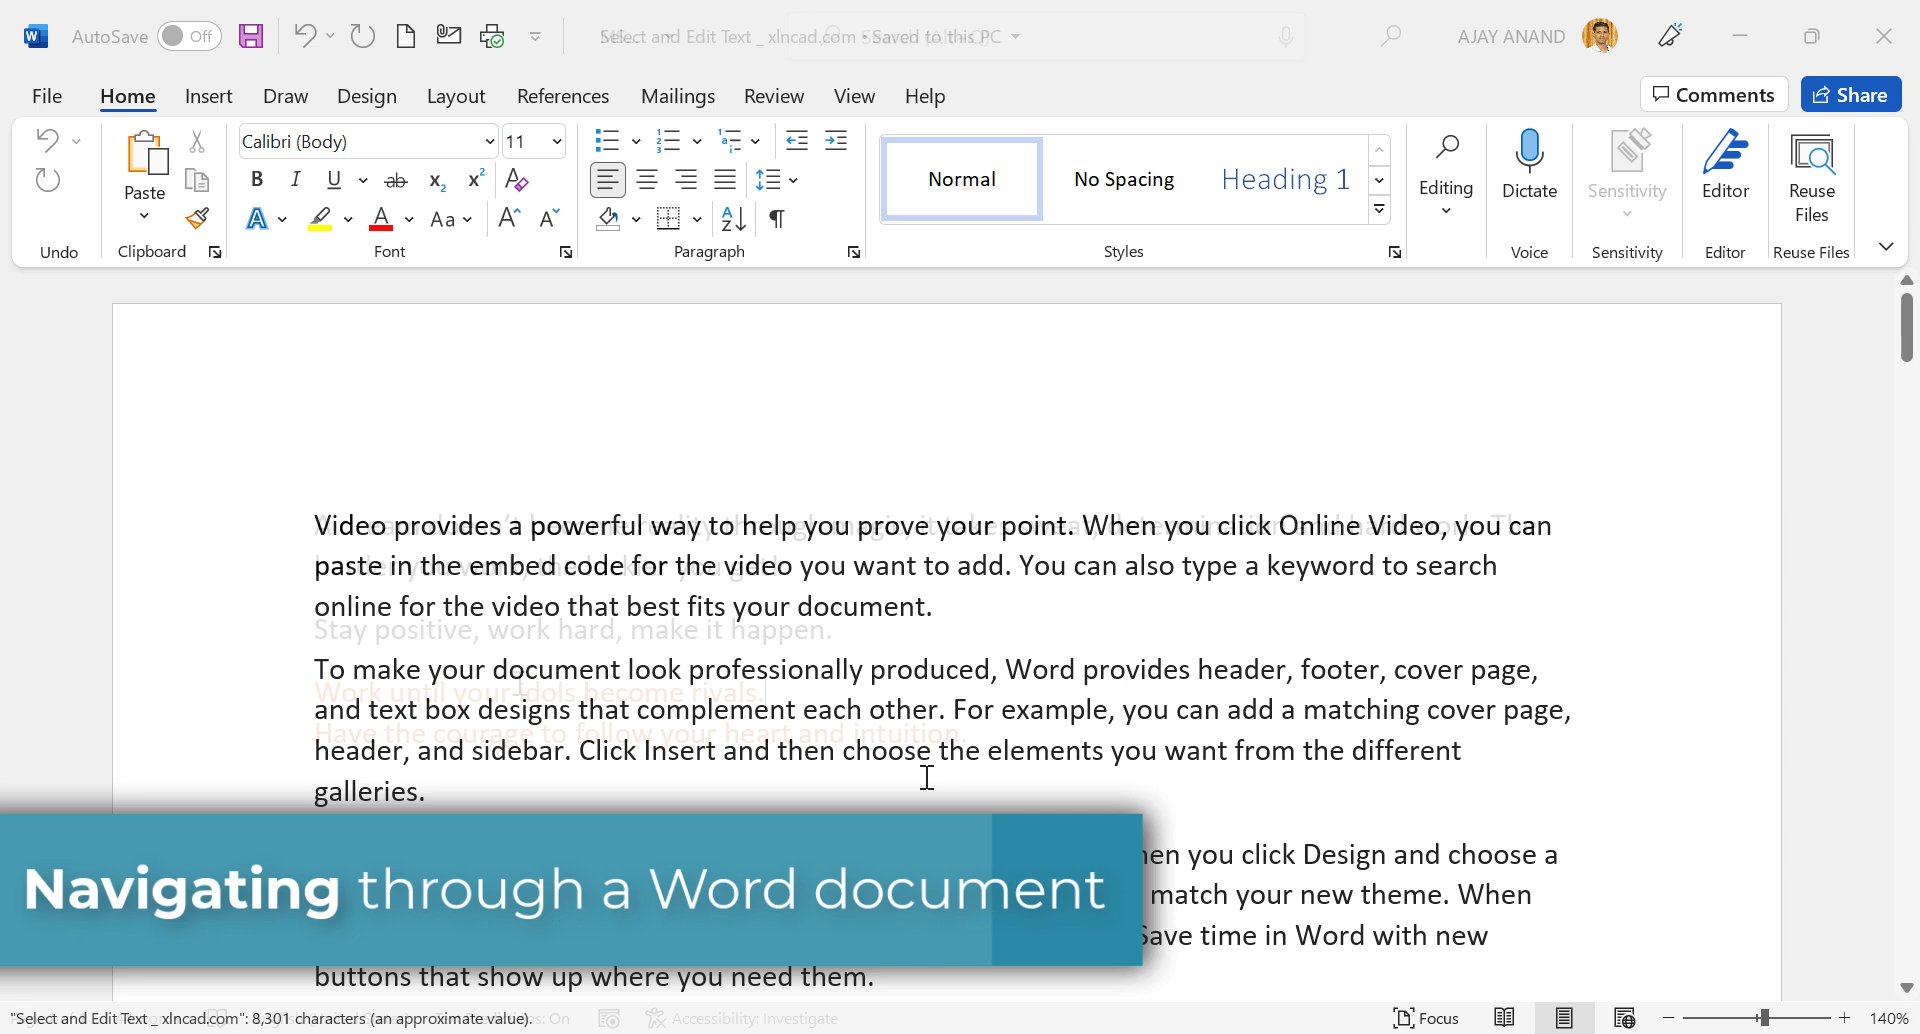 AutoSave Off Select and Edit Text _ xlncad.com • Saved to this PC AJAY ANAND
File Home Insert Draw Design Layout References Mailings Review View Help Comments Share
Calibri (Body) 11
Paste
Normal No Spacing Heading 1
Editing Dictate Sensitivity Editor Reuse Files
Undo Clipboard Font Paragraph Styles Voice Sensitivity Editor Reuse Files
Video provides a powerful way to help you prove your point. When you click Online Video, you can
paste in the embed code for the video you want to add. You can also type a keyword to search
online for the video that best fits your document.
Stay positive, work hard, make it happen.
To make your document look professionally produced, Word provides header, footer, cover page,
Work until your idols become rivals.
and text box designs that complement each other. For example, you can add a matching cover page,
Have the courage to follow your heart and intuition.
header, and sidebar. Click Insert and then choose the elements you want from the different
galleries.
you click Design and choose a
match your new theme. When
Save time in Word with new
buttons that show up where you need them.
Navigating through a Word document
"Select and Edit Text _ xlncad.com": 8,301 characters (an approximate value). Accessibility: Investigate Focus 140%